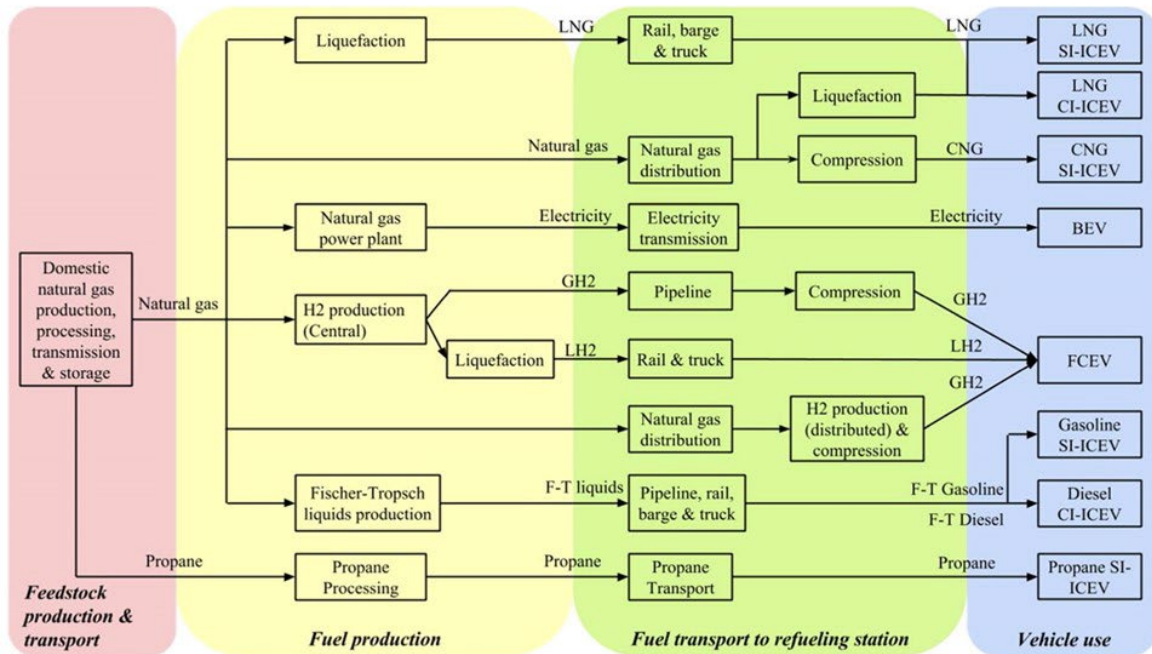 Liquefaction
LNG
Rail, barge
& truck
LNG
LNG
SI-ICEV
Liquefaction
LNG
CI-ICEV
Natural gas
Natural gas
distribution
Compression
CNG
CNG
SI-ICEV
Natural gas
power plant
Electricity
Electricity
transmission
Electricity
BEV
Domestic
natural gas
production,
processing,
transmission
& storage
Natural gas
H2 production
(Central)
GH2
Pipeline
Compression
GH2
Liquefaction
LH2
Rail & truck
LH2
FCEV
GH2
Natural gas
distribution
H2 production
(distributed) &
compression
Gasoline
SI-ICEV
Fischer-Tropsch
liquids production
F-T liquids
Pipeline, rail,
barge & truck
F-T Gasoline
F-T Diesel
Diesel
CI-ICEV
Propane
Propane
Processing
Propane
Propane
Transport
Propane
Propane SI-
ICEV
Feedstock
production &
transport
Fuel production
Fuel transport to refueling station
Vehicle use